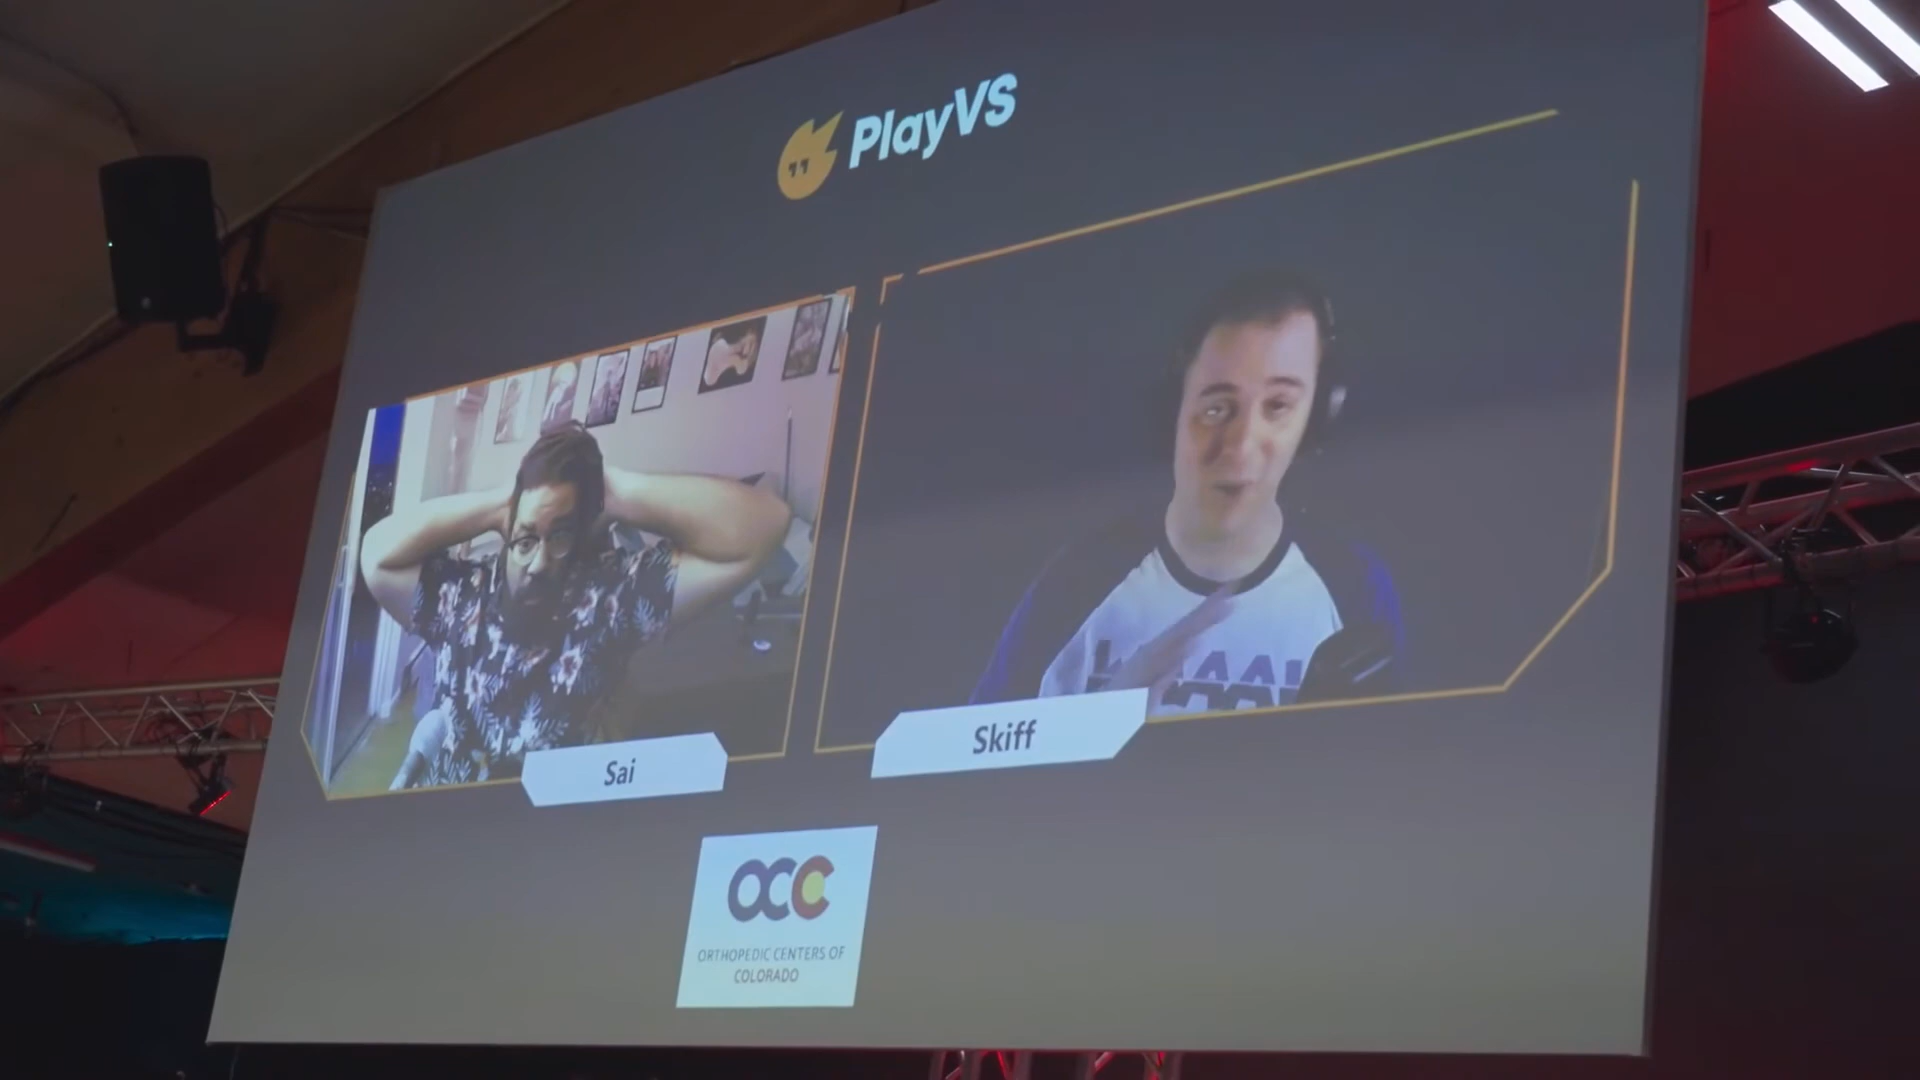 PlayVS
Sai
Skiff
OCC
ORTHOPEDIC CENTERS OF
COLORADO